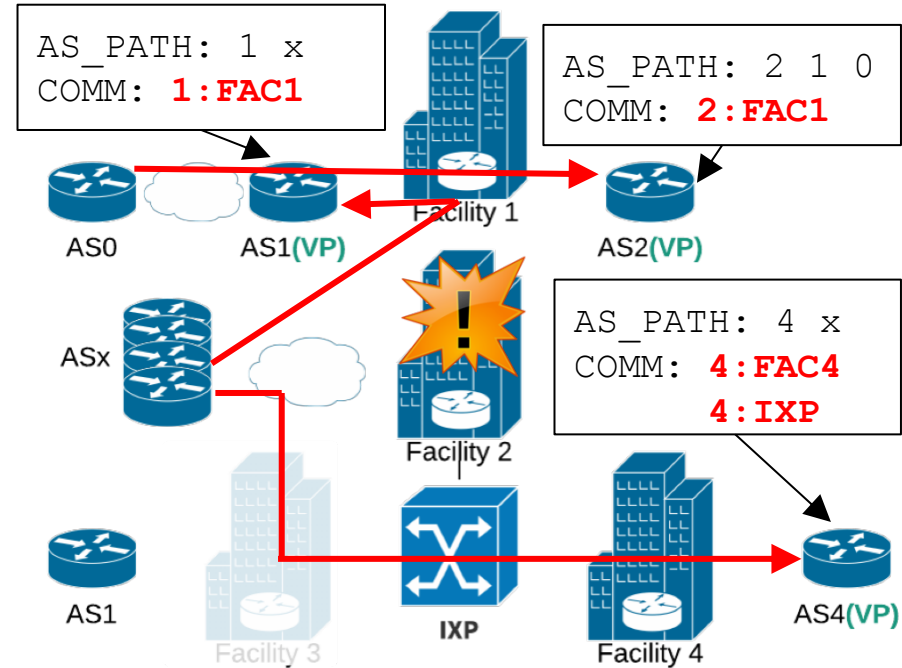 AS_PATH: 1 x
COMM: 1:FAC1
AS_PATH: 2 1 0
COMM: 2:FAC1
Facility 1
AS0
AS1(VP)
AS2(VP)
!
ASx
AS_PATH: 4 x
COMM: 4:FAC4
4:IXP
Facility 2
AS1
Facility 3
IXP
Facility 4
AS4(VP)